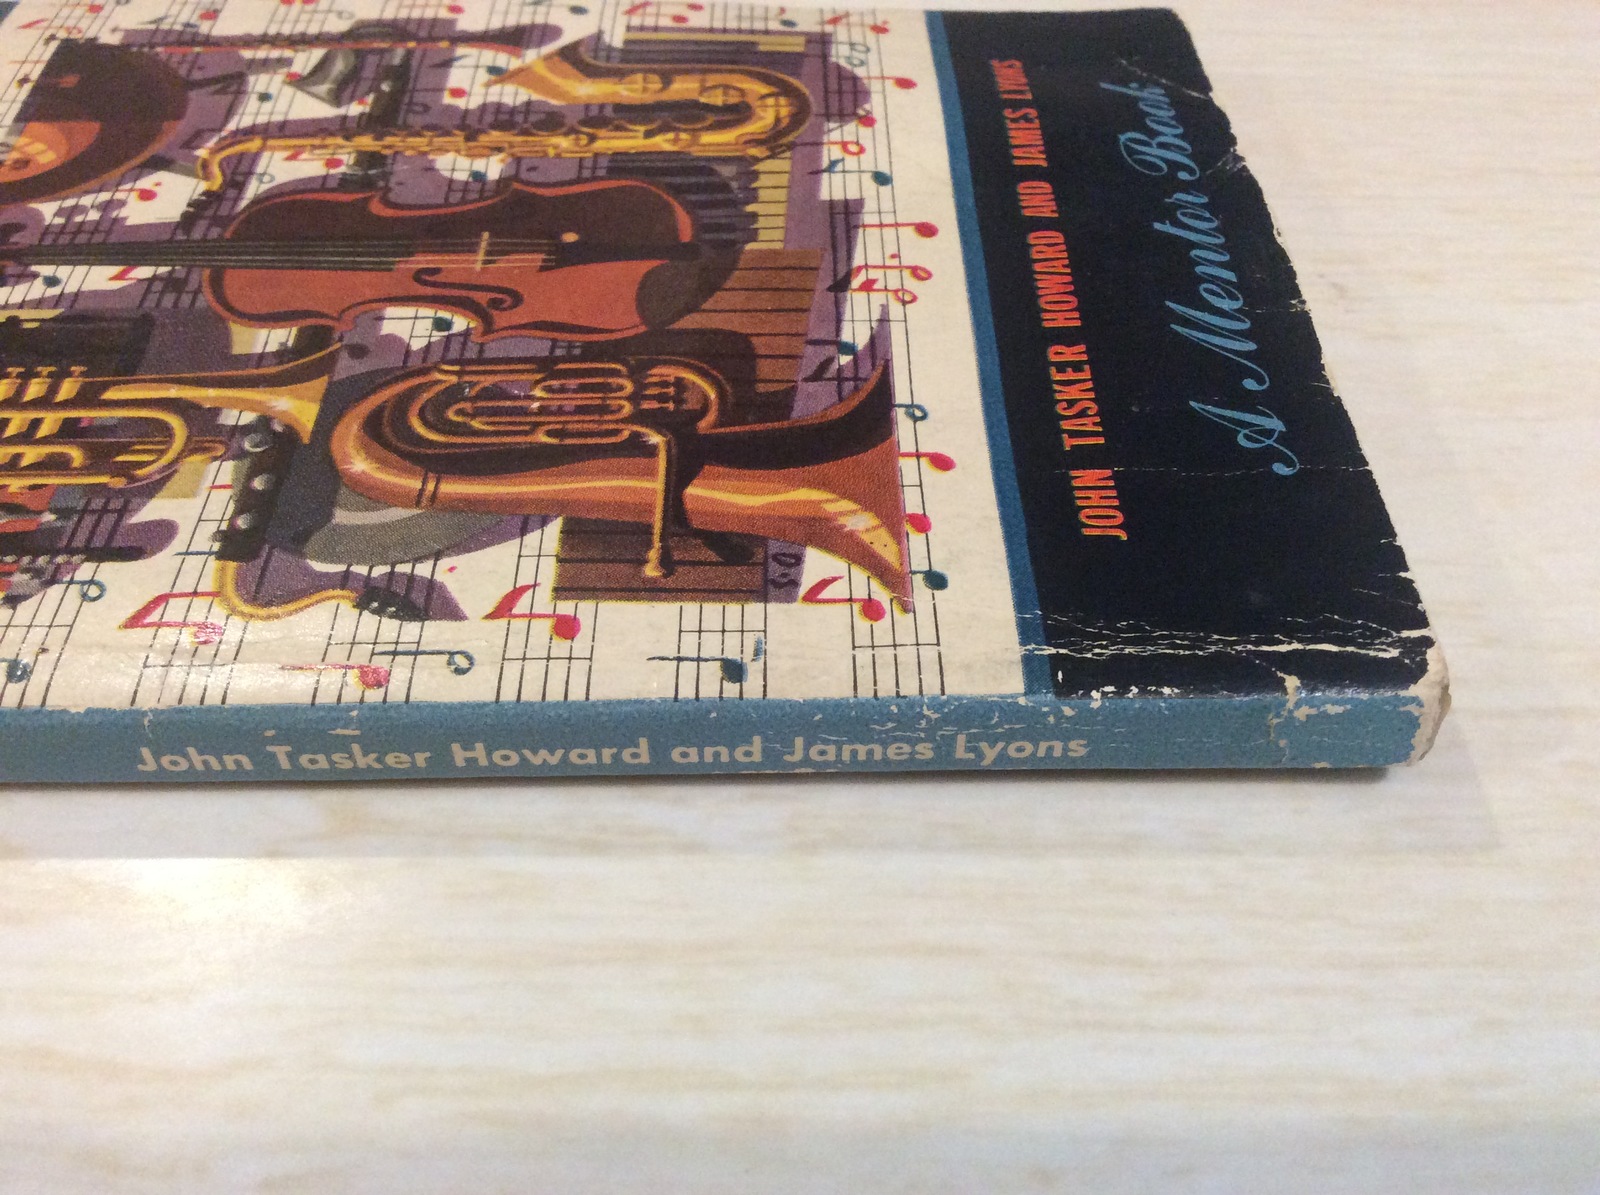 JOHN TASKER HOWARD AND JAMES LYONS
A Mentor Book
D.S
John Tasker Howard and James Lyons